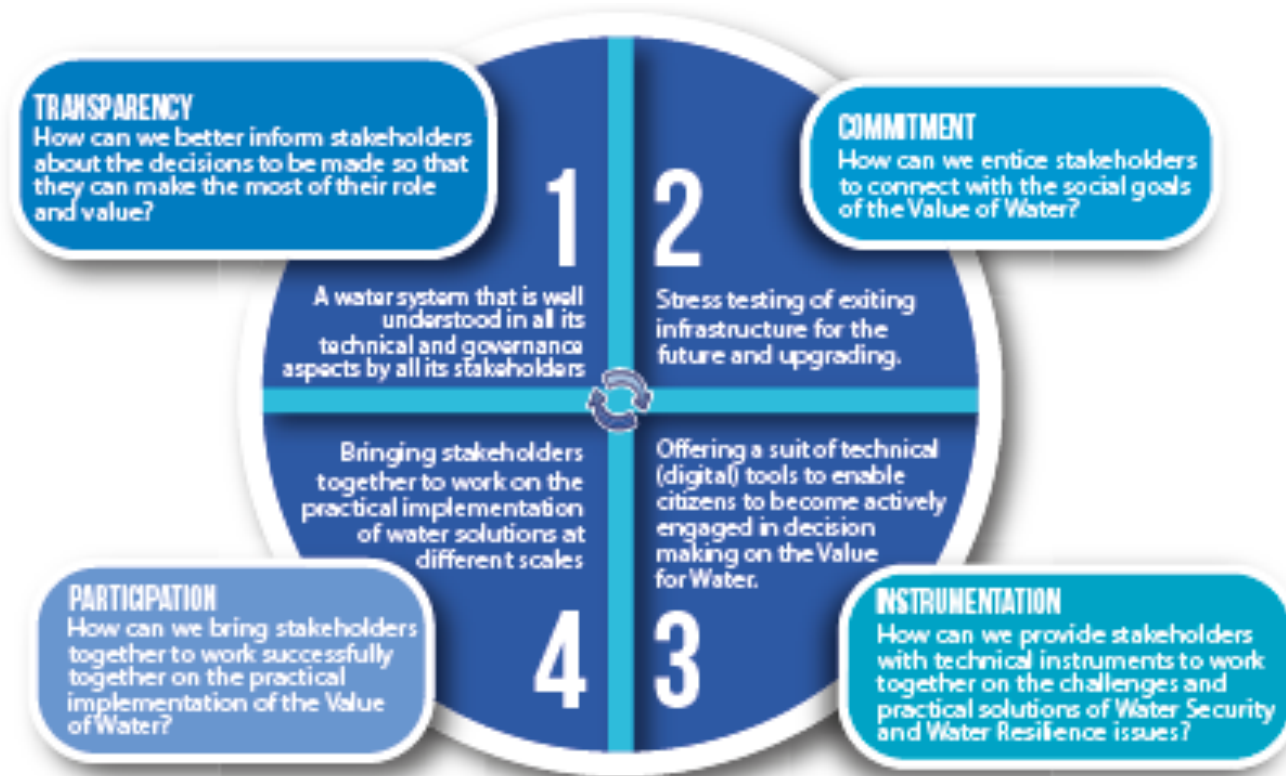 TRANSPARENCY
How can we better inform stakeholders
about the decisions to be made so that
they can make the most of their role
and value?
1
A water system that is well
understood in all its
technical and governance
aspects by all its stakeholders
COMMITMENT
How can we entice stakeholders
to connect with the social goals
of the Value of Water?
2
Stress testing of exiting
infrastructure for the
future and upgrading.
Bringing stakeholders
together to work on the
practical implementation
of water solutions at
different scales
4
PARTICIPATION
How can we bring stakeholders
together to work successfully
together on the practical
implementation of the Value
of Water?
Offering a suit of technical
(digital) tools to enable
citizens to become actively
engaged in decision
making on the Value
for Water.
3
INSTRUMENTATION
How can we provide stakeholders
with technical instruments to work
together on the challenges and
practical solutions of Water Security
and Water Resilience issues?